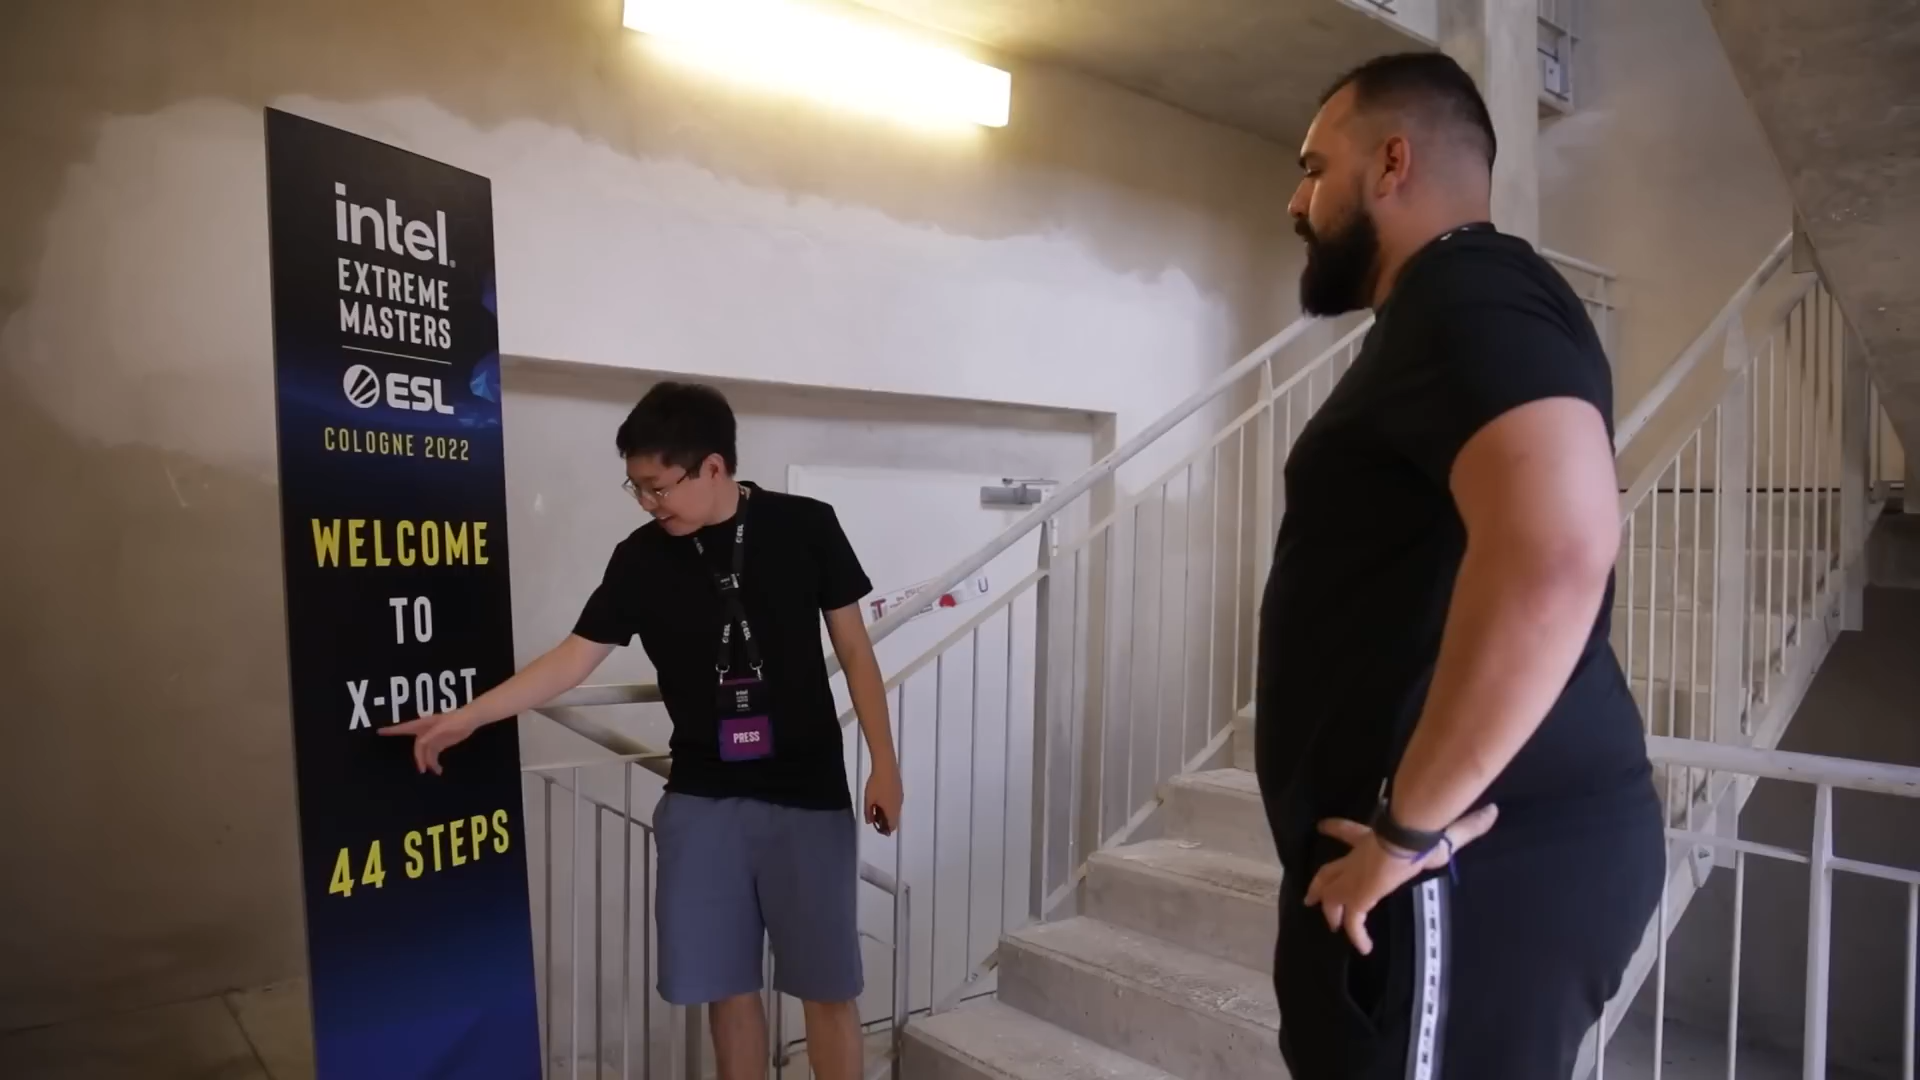 intel
EXTREME
MASTERS
ESL
COLOGNE 2022
WELCOME
TO
X-POST
44 STEPS
PRESS